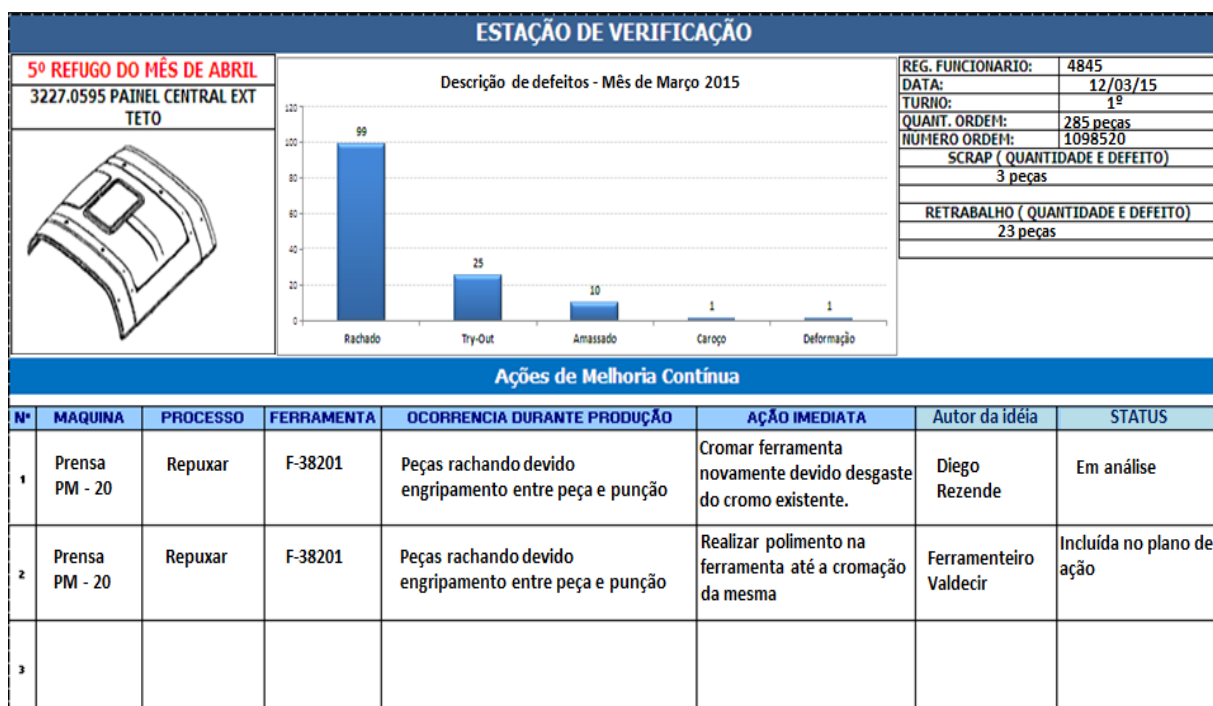 ESTAÇÃO DE VERIFICAÇÃO
5º REFUGO DO MÊS DE ABRIL
3227.0595 PAINEL CENTRAL EXT
TETO
Descrição de defeitos - Mês de Março 2015
120
100
80
60
40
20
0
99
25
10
1
1
Rachado
Try-Out
Amassado
Caroço
Deformação
REG. FUNCIONARIO: 4845
DATA: 12/03/15
TURNO: 1º
QUANT. ORDEM: 285 peças
NUMERO ORDEM: 1098520
SCRAP ( QUANTIDADE E DEFEITO)
3 peças
RETRABALHO ( QUANTIDADE E DEFEITO)
23 peças
Ações de Melhoria Contínua
Nº MAQUINA PROCESSO FERRAMENTA OCORRENCIA DURANTE PRODUÇÃO AÇÃO IMEDIATA Autor da idéia STATUS
1
Prensa
PM - 20
Repuxar
F-38201
Peças rachando devido
engripamento entre peça e punção
Cromar ferramenta
novamente devido desgaste
do cromo existente.
Diego
Rezende
Em análise
2
Prensa
PM - 20
Repuxar
F-38201
Peças rachando devido
engripamento entre peça e punção
Realizar polimento na
ferramenta até a cromação
da mesma
Ferramenteiro
Valdecir
Incluída no plano de
ação
3